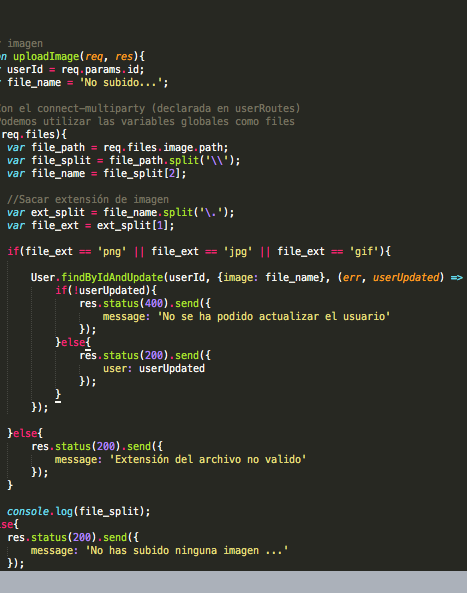 imagen
uploadImage(req, res){
userId = req.params.id;
file_name = 'No subido...';
on el connect-multiparty (declarada en userRoutes)
Podemos utilizar las variables globales como files
req.files){
var file_path = req.files.image.path;
var file_split = file_path.split('\\');
var file_name = file_split[2];
//Sacar extensión de imagen
var ext_split = file_name.split('\.');
var file_ext = ext_split[1];
if(file_ext == 'png' || file_ext == 'jpg' || file_ext == 'gif'){
User.findByIdAndUpdate(userId, {image: file_name}, (err, userUpdated) =>
if(!userUpdated){
res.status(400).send({
message: 'No se ha podido actualizar el usuario'
});
}else{
res.status(200).send({
user: userUpdated
});
}
});
}else{
res.status(200).send({
message: 'Extensión del archivo no valido'
});
}
console.log(file_split);
se{
res.status(200).send({
message: 'No has subido ninguna imagen ...'
});